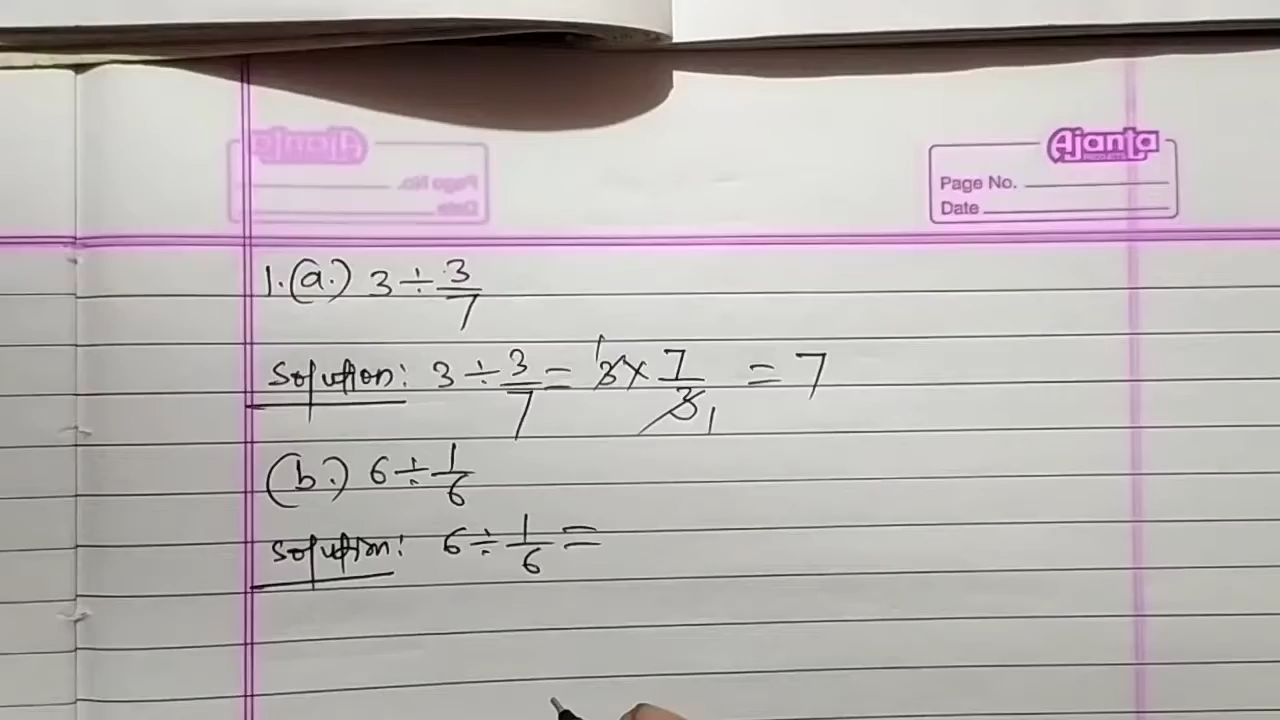 Ajanta
Page No.
Date
1.(a.) 3 ÷ 3/7
Solution: 3 ÷ 3/7 = 3 × 7/3 = 7
(b.) 6 ÷ 1/6
Solution: 6 ÷ 1/6 =